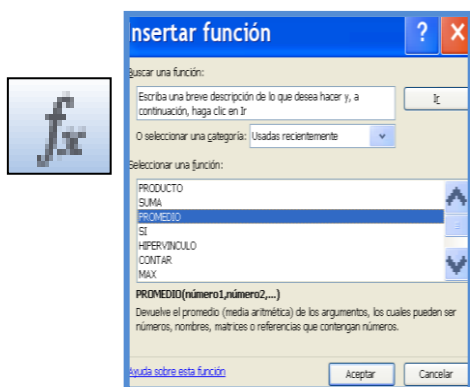 fx
Insertar función
Buscar una función:
Escriba una breve descripción de lo que desea hacer y, a
continuación, haga clic en Ir
Ir
O seleccionar una categoría: Usadas recientemente
Seleccionar una función:
PRODUCTO
SUMA
PROMEDIO
SI
HIPERVINCULO
CONTAR
MAX
PROMEDIO(número1,número2,...)
Devuelve el promedio (media aritmética) de los argumentos, los cuales pueden ser
números, nombres, matrices o referencias que contengan números.
Ayuda sobre esta función
Aceptar
Cancelar